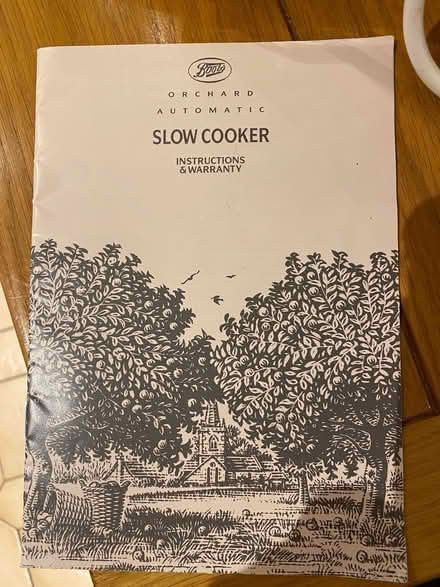 Boots
ORCHARD
AUTOMATIC
SLOW COOKER
INSTRUCTIONS
& WARRANTY